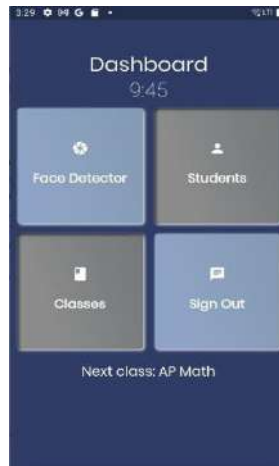 3:29
Dashboard
9:45
Face Detector
Students
Classes
Sign Out
Next class: AP Math